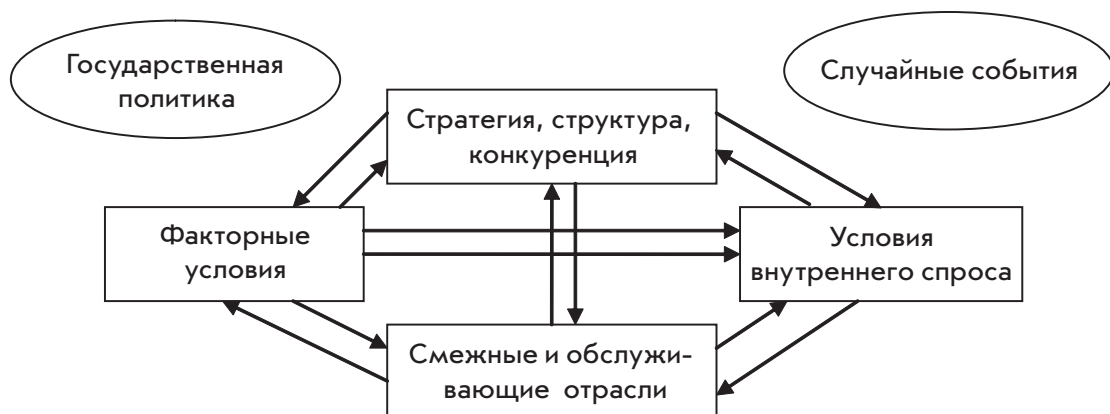 Государственная
политика
Случайные события
Стратегия, структура,
конкуренция
Факторные
условия
Условия
внутреннего спроса
Смежные и обслужи-
вающие отрасли